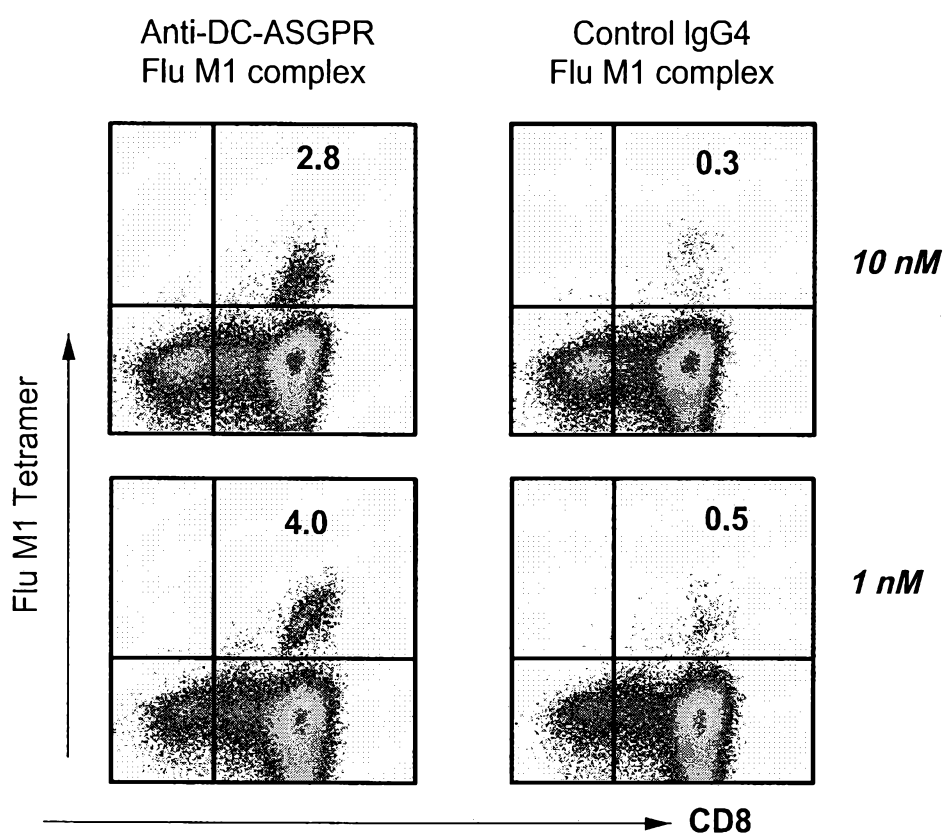 Anti-DC-ASGPR
Flu M1 complex
Control IgG4
Flu M1 complex
2.8
0.3
10 nM
4.0
0.5
1 nM
Flu M1 Tetramer
CD8